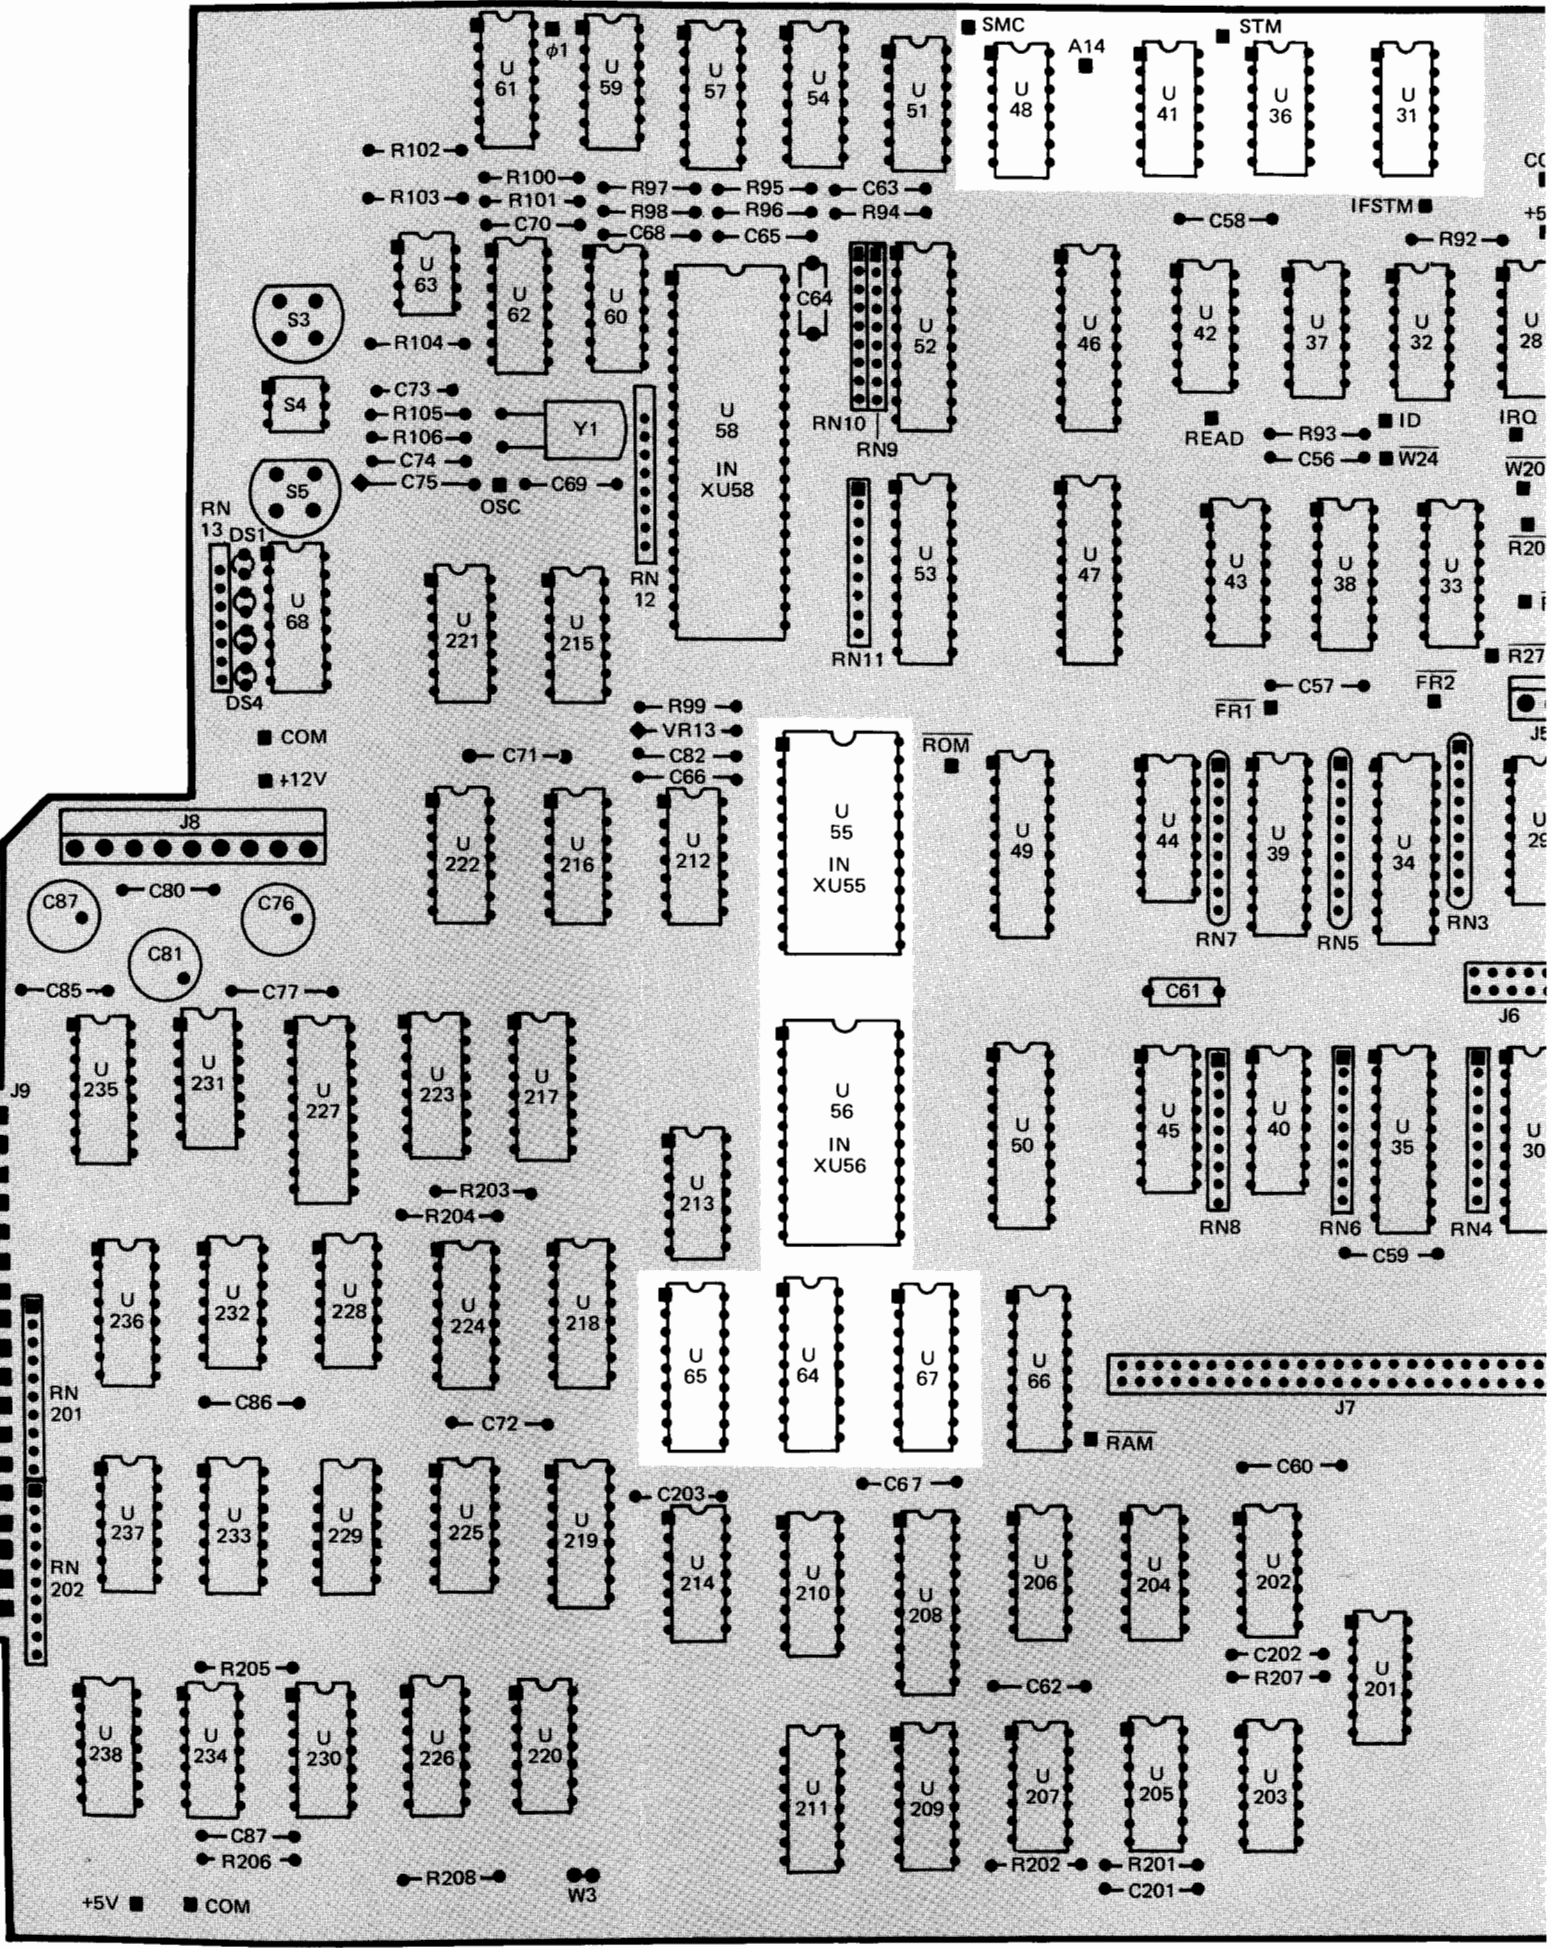 SMC
STM
φ1
A14
U
61
U
59
U
57
U
54
U
51
U
48
U
41
U
36
U
31
R102
R100
R97
R95
C63
R103
R101
R98
R96
R94
IFSTM
C70
C68
C65
C58
R92
+5
U
63
U
62
U
60
C64
U
52
U
46
U
42
U
37
U
32
U
28
S3
R104
C73
S4
R105
Y1
U
58
IN
XU58
RN10
RN9
READ
R93
ID
IRQ
R106
C74
C56
W24
W20
S5
C75
OSC
C69
RN
13
DS1
R20
U
68
RN
12
U
53
U
47
U
43
U
38
U
33
U
221
U
215
RN11
R27
DS4
C57
FR1
FR2
R99
VR13
C82
C66
COM
C71
ROM
J5
+12V
J8
U
222
U
216
U
212
U
55
IN
XU55
U
49
U
44
U
39
U
34
U
29
C87
C80
C76
RN7
RN5
RN3
C81
C85
C77
C61
J6
J9
U
235
U
231
U
227
U
223
U
217
U
56
IN
XU56
U
50
U
45
U
40
U
35
U
30
U
213
R203
R204
RN8
RN6
RN4
C59
U
236
U
232
U
228
U
224
U
218
U
65
U
64
U
67
U
66
RN
201
C86
C72
J7
RAM
C60
C67
C203
U
237
U
233
U
229
U
225
U
219
RN
202
U
214
U
210
U
208
U
206
U
204
U
202
R205
C62
C202
R207
U
201
U
238
U
234
U
230
U
226
U
220
U
211
U
209
U
207
U
205
U
203
C87
R206
R208
W3
R202
R201
C201
+5V
COM